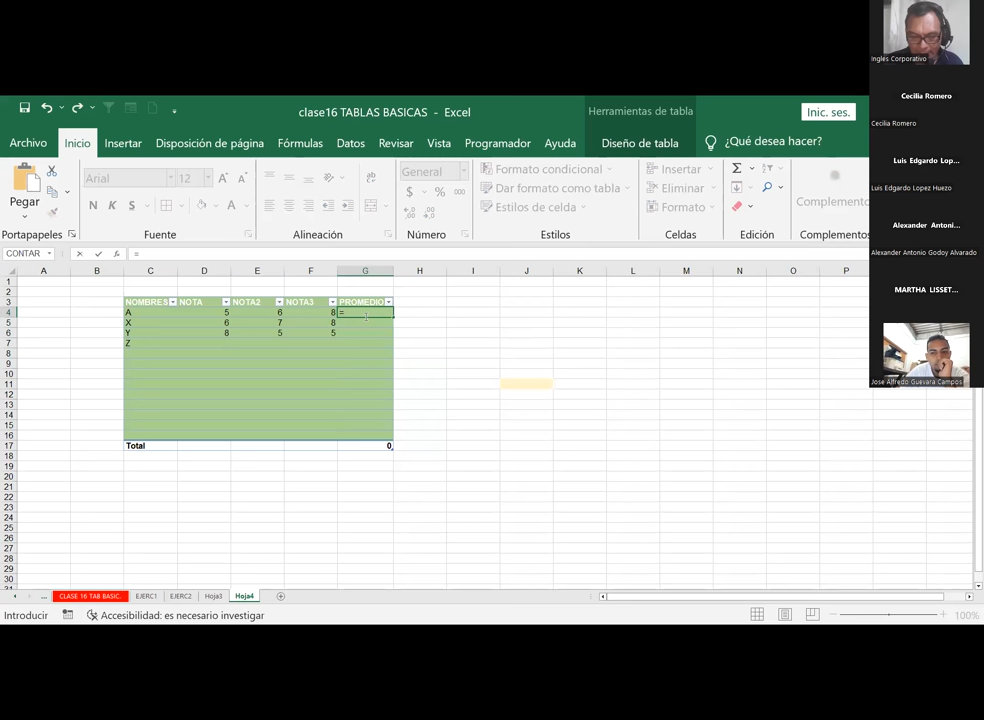 Inglés Corporativo
Cecilia Romero
Cecilia Romero
Luis Edgardo Lop...
Luis Edgardo Lopez Huezo
Alexander Antoni...
Alexander Antonio Godoy Alvarado
MARTHA LISSET...
Jose Alfredo Guevara Campos
clase16 TABLAS BASICAS - Excel
Herramientas de tabla
Inic. ses.
Archivo Inicio Insertar Disposición de página Fórmulas Datos Revisar Vista Programador Ayuda Diseño de tabla ¿Qué desea hacer?
Pegar
Arial 12
N K S
General
$ % 000
Formato condicional
Dar formato como tabla
Estilos de celda
Insertar
Eliminar
Formato
Complemento
Portapapeles Fuente Alineación Número Estilos Celdas Edición Complementos
CONTAR =
A B C D E F G H I J K L M N O P
1
2
3 NOMBRES NOTA NOTA2 NOTA3 PROMEDIO
4 A 5 6 8 =
5 X 6 7 8
6 Y 8 5 5
7 Z
8
9
10
11
12
13
14
15
16
17 Total 0
18
19
20
21
22
23
24
25
26
27
28
29
30
31
... CLASE 16 TAB BASIC. EJERC1 EJERC2 Hoja3 Hoja4
Introducir Accesibilidad: es necesario investigar 100%